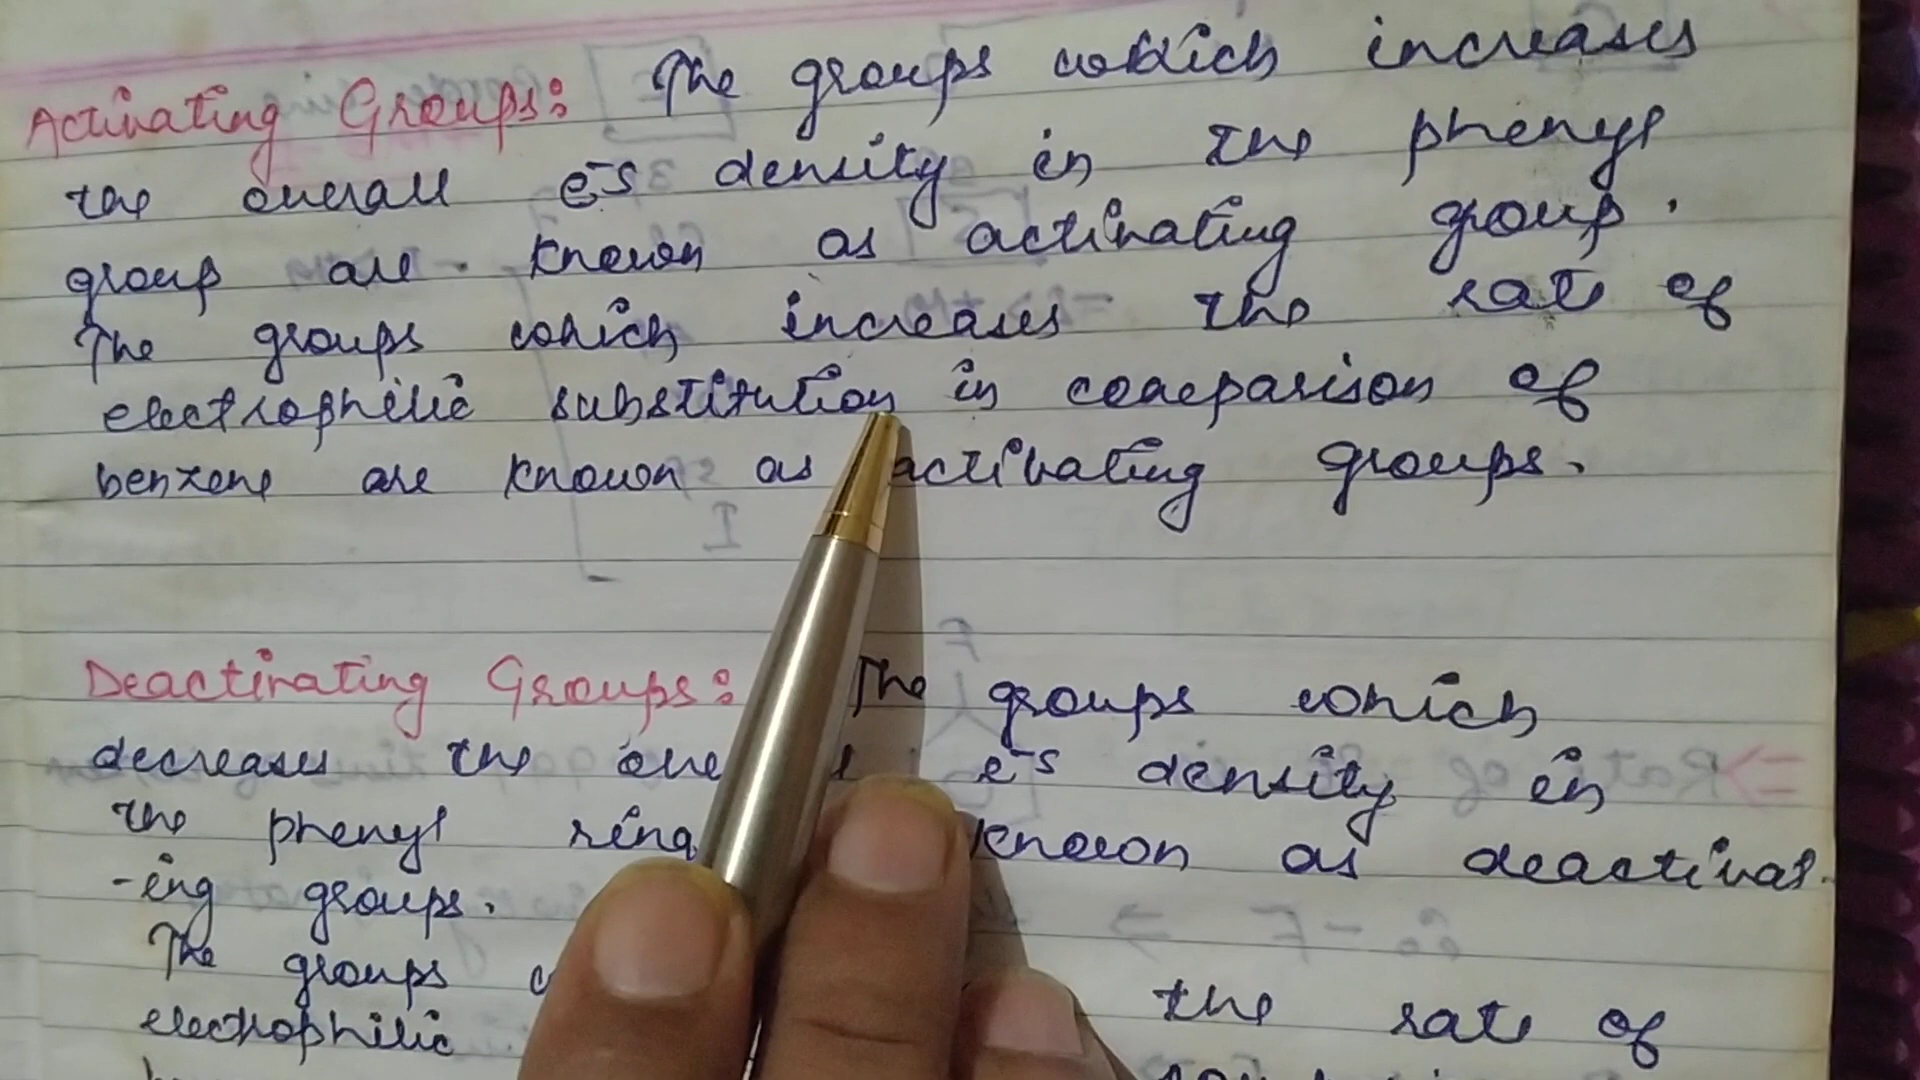 Activating Groups: The groups which increases
the overall e⁻s density in the phenyl
group are known as activating group.
The groups which increases the rate of
electrophilic substitution in comparison of
benzene are known as activating groups.
Deactivating Groups: The groups which
decreases the e⁻s density in
the phenyl ring known as deactivat-
-ing groups.
The groups the rate of
electrophilic